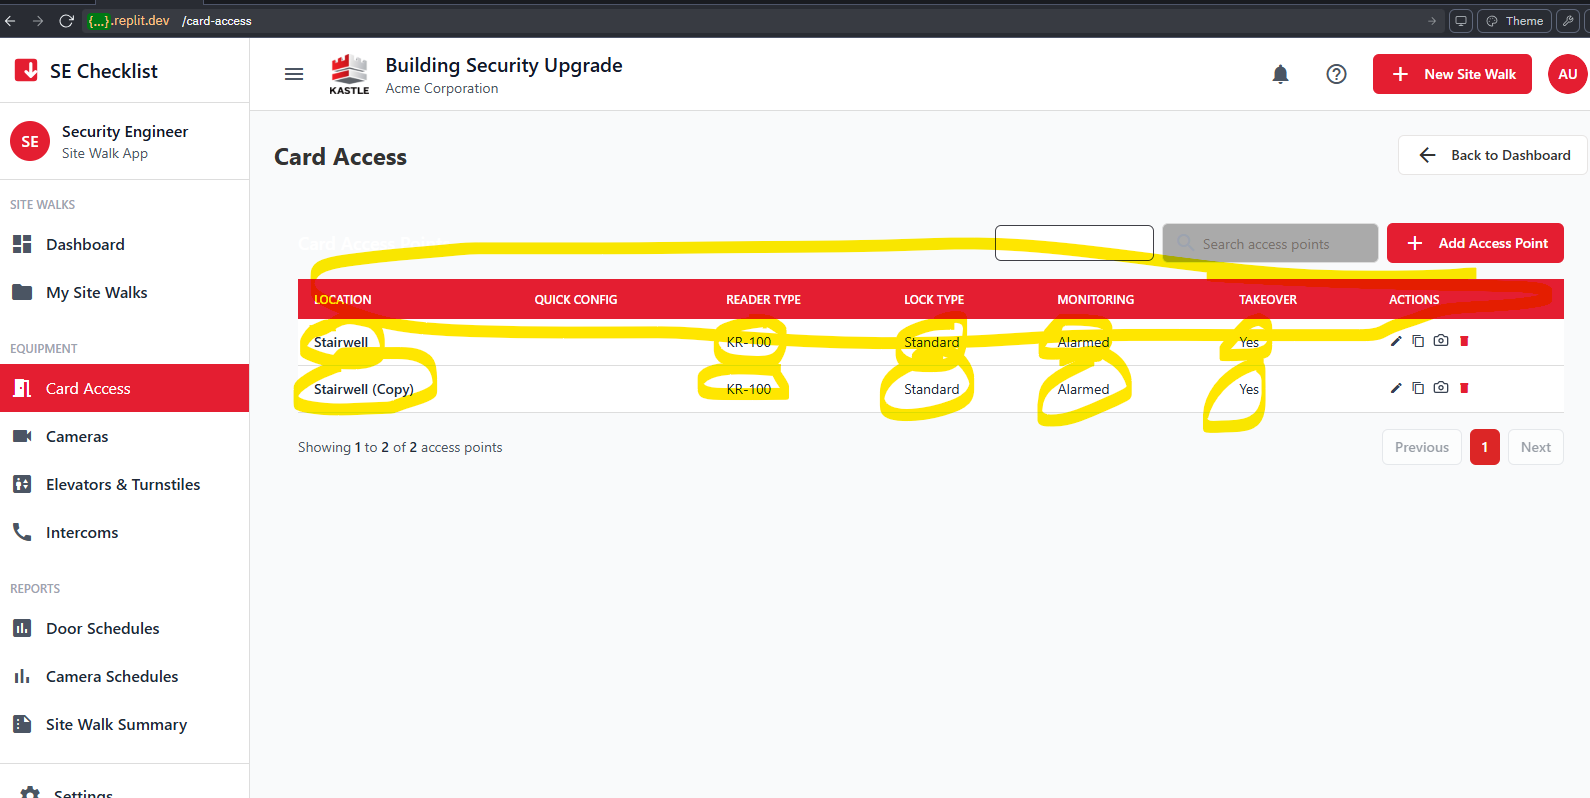 {...}.replit.dev /card-access
Theme
SE Checklist
SE
Security Engineer
Site Walk App
SITE WALKS
Dashboard
My Site Walks
EQUIPMENT
Card Access
Cameras
Elevators & Turnstiles
Intercoms
REPORTS
Door Schedules
Camera Schedules
Site Walk Summary
Settings
KASTLE
Building Security Upgrade
Acme Corporation
New Site Walk
AU
Card Access
Back to Dashboard
Card Access
Search access points
Add Access Point
LOCATION QUICK CONFIG READER TYPE LOCK TYPE MONITORING TAKEOVER ACTIONS
Stairwell KR-100 Standard Alarmed Yes
Stairwell (Copy) KR-100 Standard Alarmed Yes
Showing 1 to 2 of 2 access points
Previous 1 Next